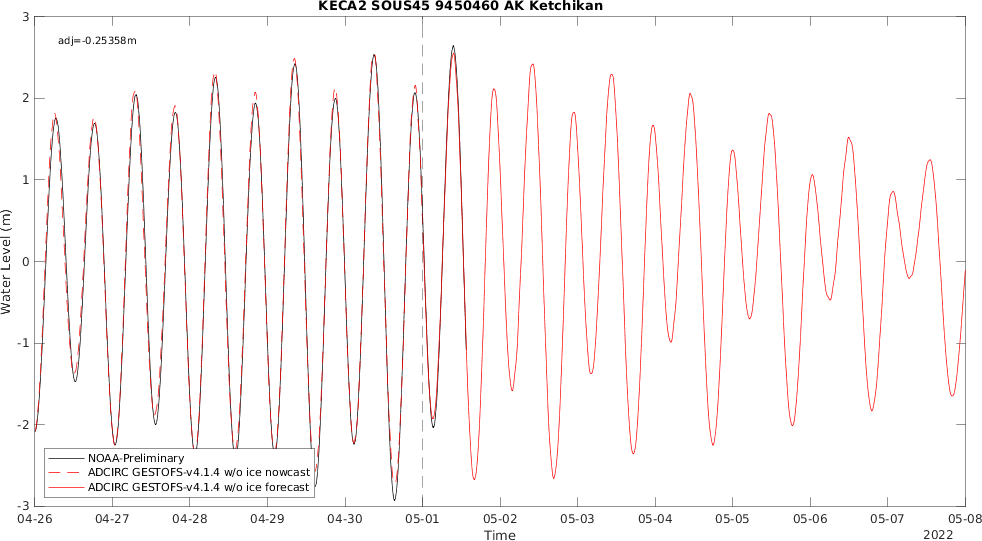 KECA2 SOUS45 9450460 AK Ketchikan
adj=-0.25358m
3
2
1
0
-1
-2
-3
Water Level (m)
NOAA-Preliminary
ADCIRC GESTOFS-v4.1.4 w/o ice nowcast
ADCIRC GESTOFS-v4.1.4 w/o ice forecast
04-26 04-27 04-28 04-29 04-30 05-01 05-02 05-03 05-04 05-05 05-06 05-07 05-08
Time
2022